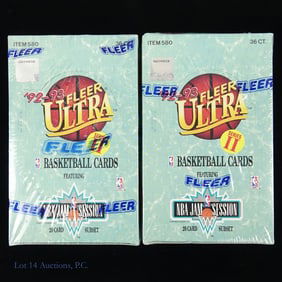 ITEM 580
36 CT.
'92-'93 FLEER
ULTRA
FLEER
BASKETBALL CARDS
FEATURING
FLEER
NBA JAM SESSION
FLEER
20 CARD SUBSET
ITEM 580
36 CT.
'92-'93 FLEER
ULTRA
SERIES
II
BASKETBALL CARDS
FEATURING
FLEER
NBA JAM SESSION
20 CARD SUBSET
Lot 14 Auctions, P.C.